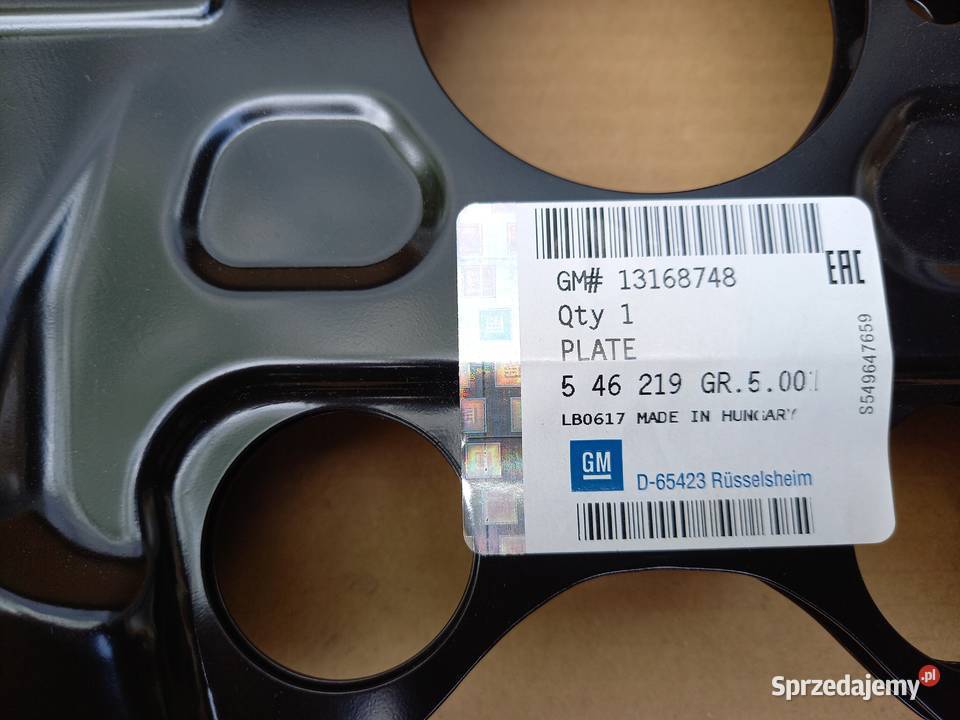 GM# 13168748
EAC
Qty 1
PLATE
5 46 219 GR.5.001
LB0617 MADE IN HUNGARY
S549647659
GM
D-65423 Rüsselsheim
Sprzedajemy.pl